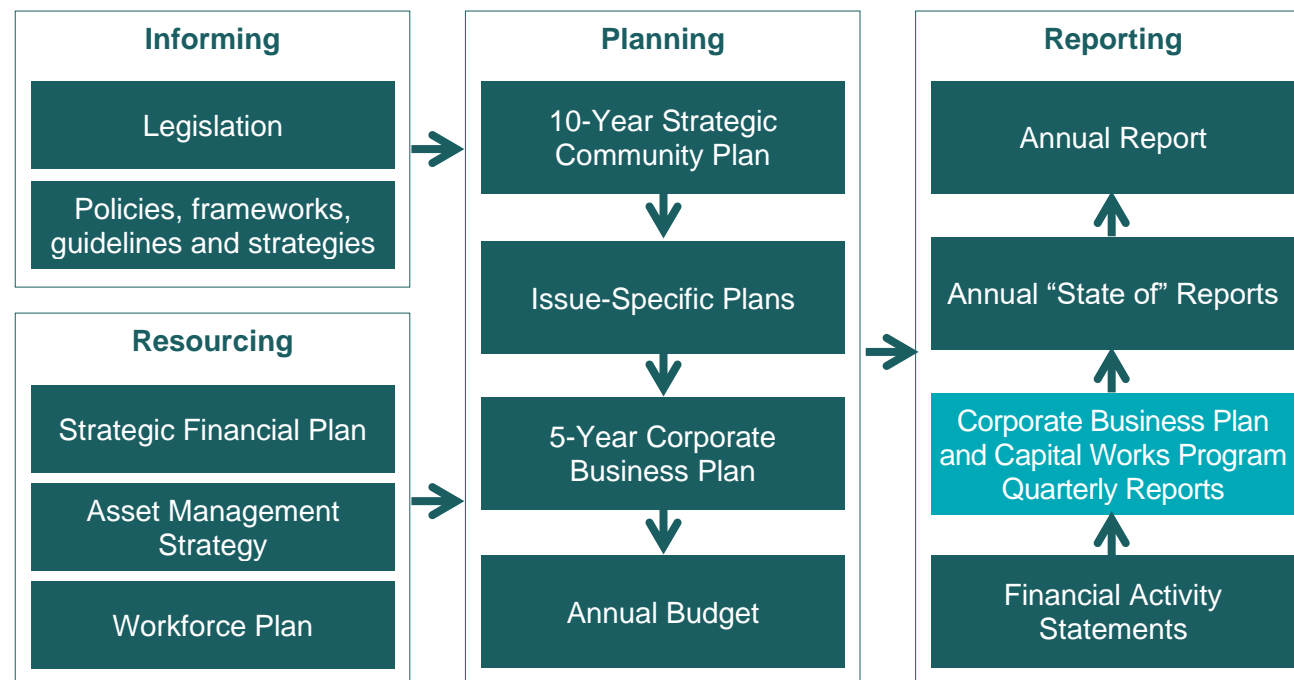 Informing
Legislation
Policies, frameworks,
guidelines and strategies
Resourcing
Strategic Financial Plan
Asset Management
Strategy
Workforce Plan
Planning
10-Year Strategic
Community Plan
Issue-Specific Plans
5-Year Corporate
Business Plan
Annual Budget
Reporting
Annual Report
Annual “State of” Reports
Corporate Business Plan
and Capital Works Program
Quarterly Reports
Financial Activity
Statements